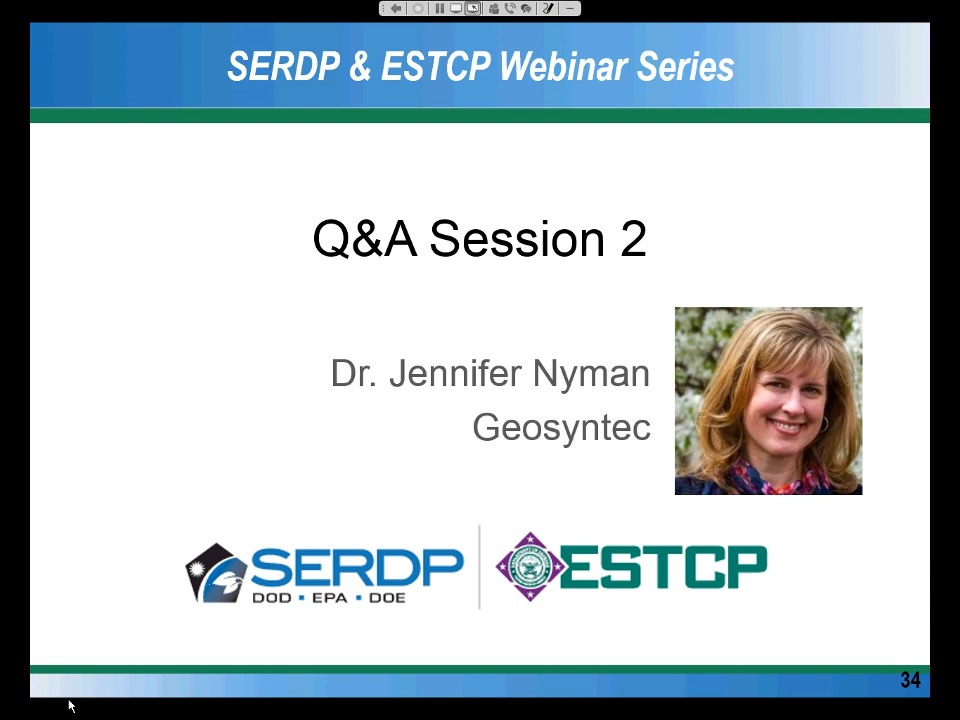 SERDP & ESTCP Webinar Series
Q&A Session 2
Dr. Jennifer Nyman
Geosyntec
SERDP
DOD • EPA • DOE
ESTCP
34